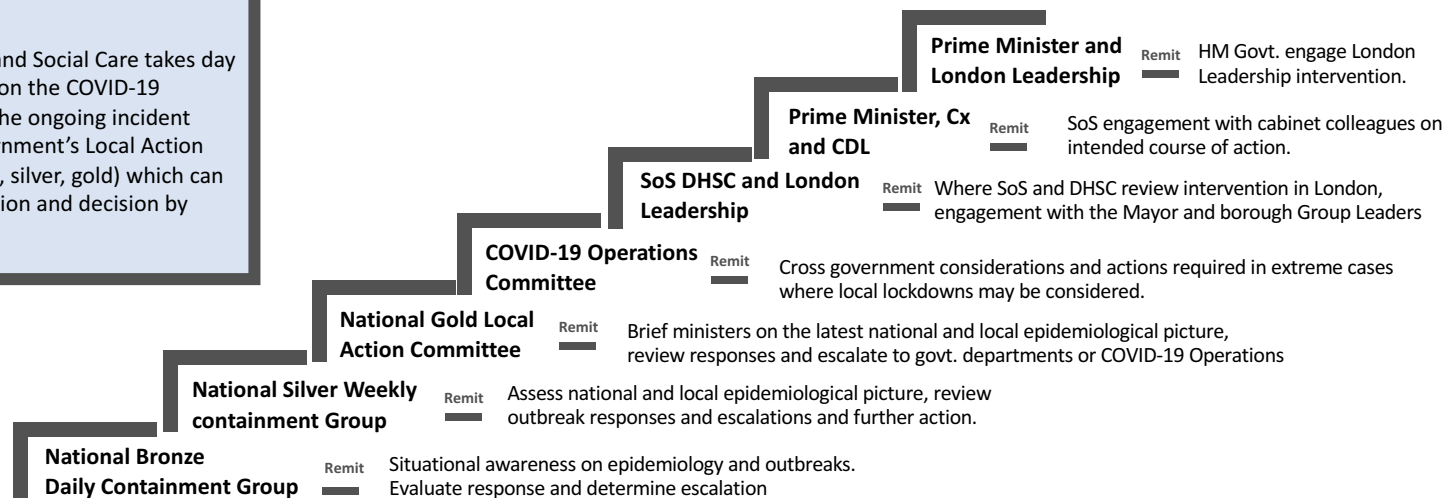 and Social Care takes day
on the COVID-19
he ongoing incident
rnment's Local Action
, silver, gold) which can
ion and decision by
Prime Minister and
London Leadership
Remit
HM Govt. engage London
Leadership intervention.
Prime Minister, Cx
and CDL
Remit
SoS engagement with cabinet colleagues on
intended course of action.
SoS DHSC and London
Leadership
Remit
Where SoS and DHSC review intervention in London,
engagement with the Mayor and borough Group Leaders
COVID-19 Operations
Committee
Remit
Cross government considerations and actions required in extreme cases
where local lockdowns may be considered.
National Gold Local
Action Committee
Remit
Brief ministers on the latest national and local epidemiological picture,
review responses and escalate to govt. departments or COVID-19 Operations
National Silver Weekly
containment Group
Remit
Assess national and local epidemiological picture, review
outbreak responses and escalations and further action.
National Bronze
Daily Containment Group
Remit
Situational awareness on epidemiology and outbreaks.
Evaluate response and determine escalation